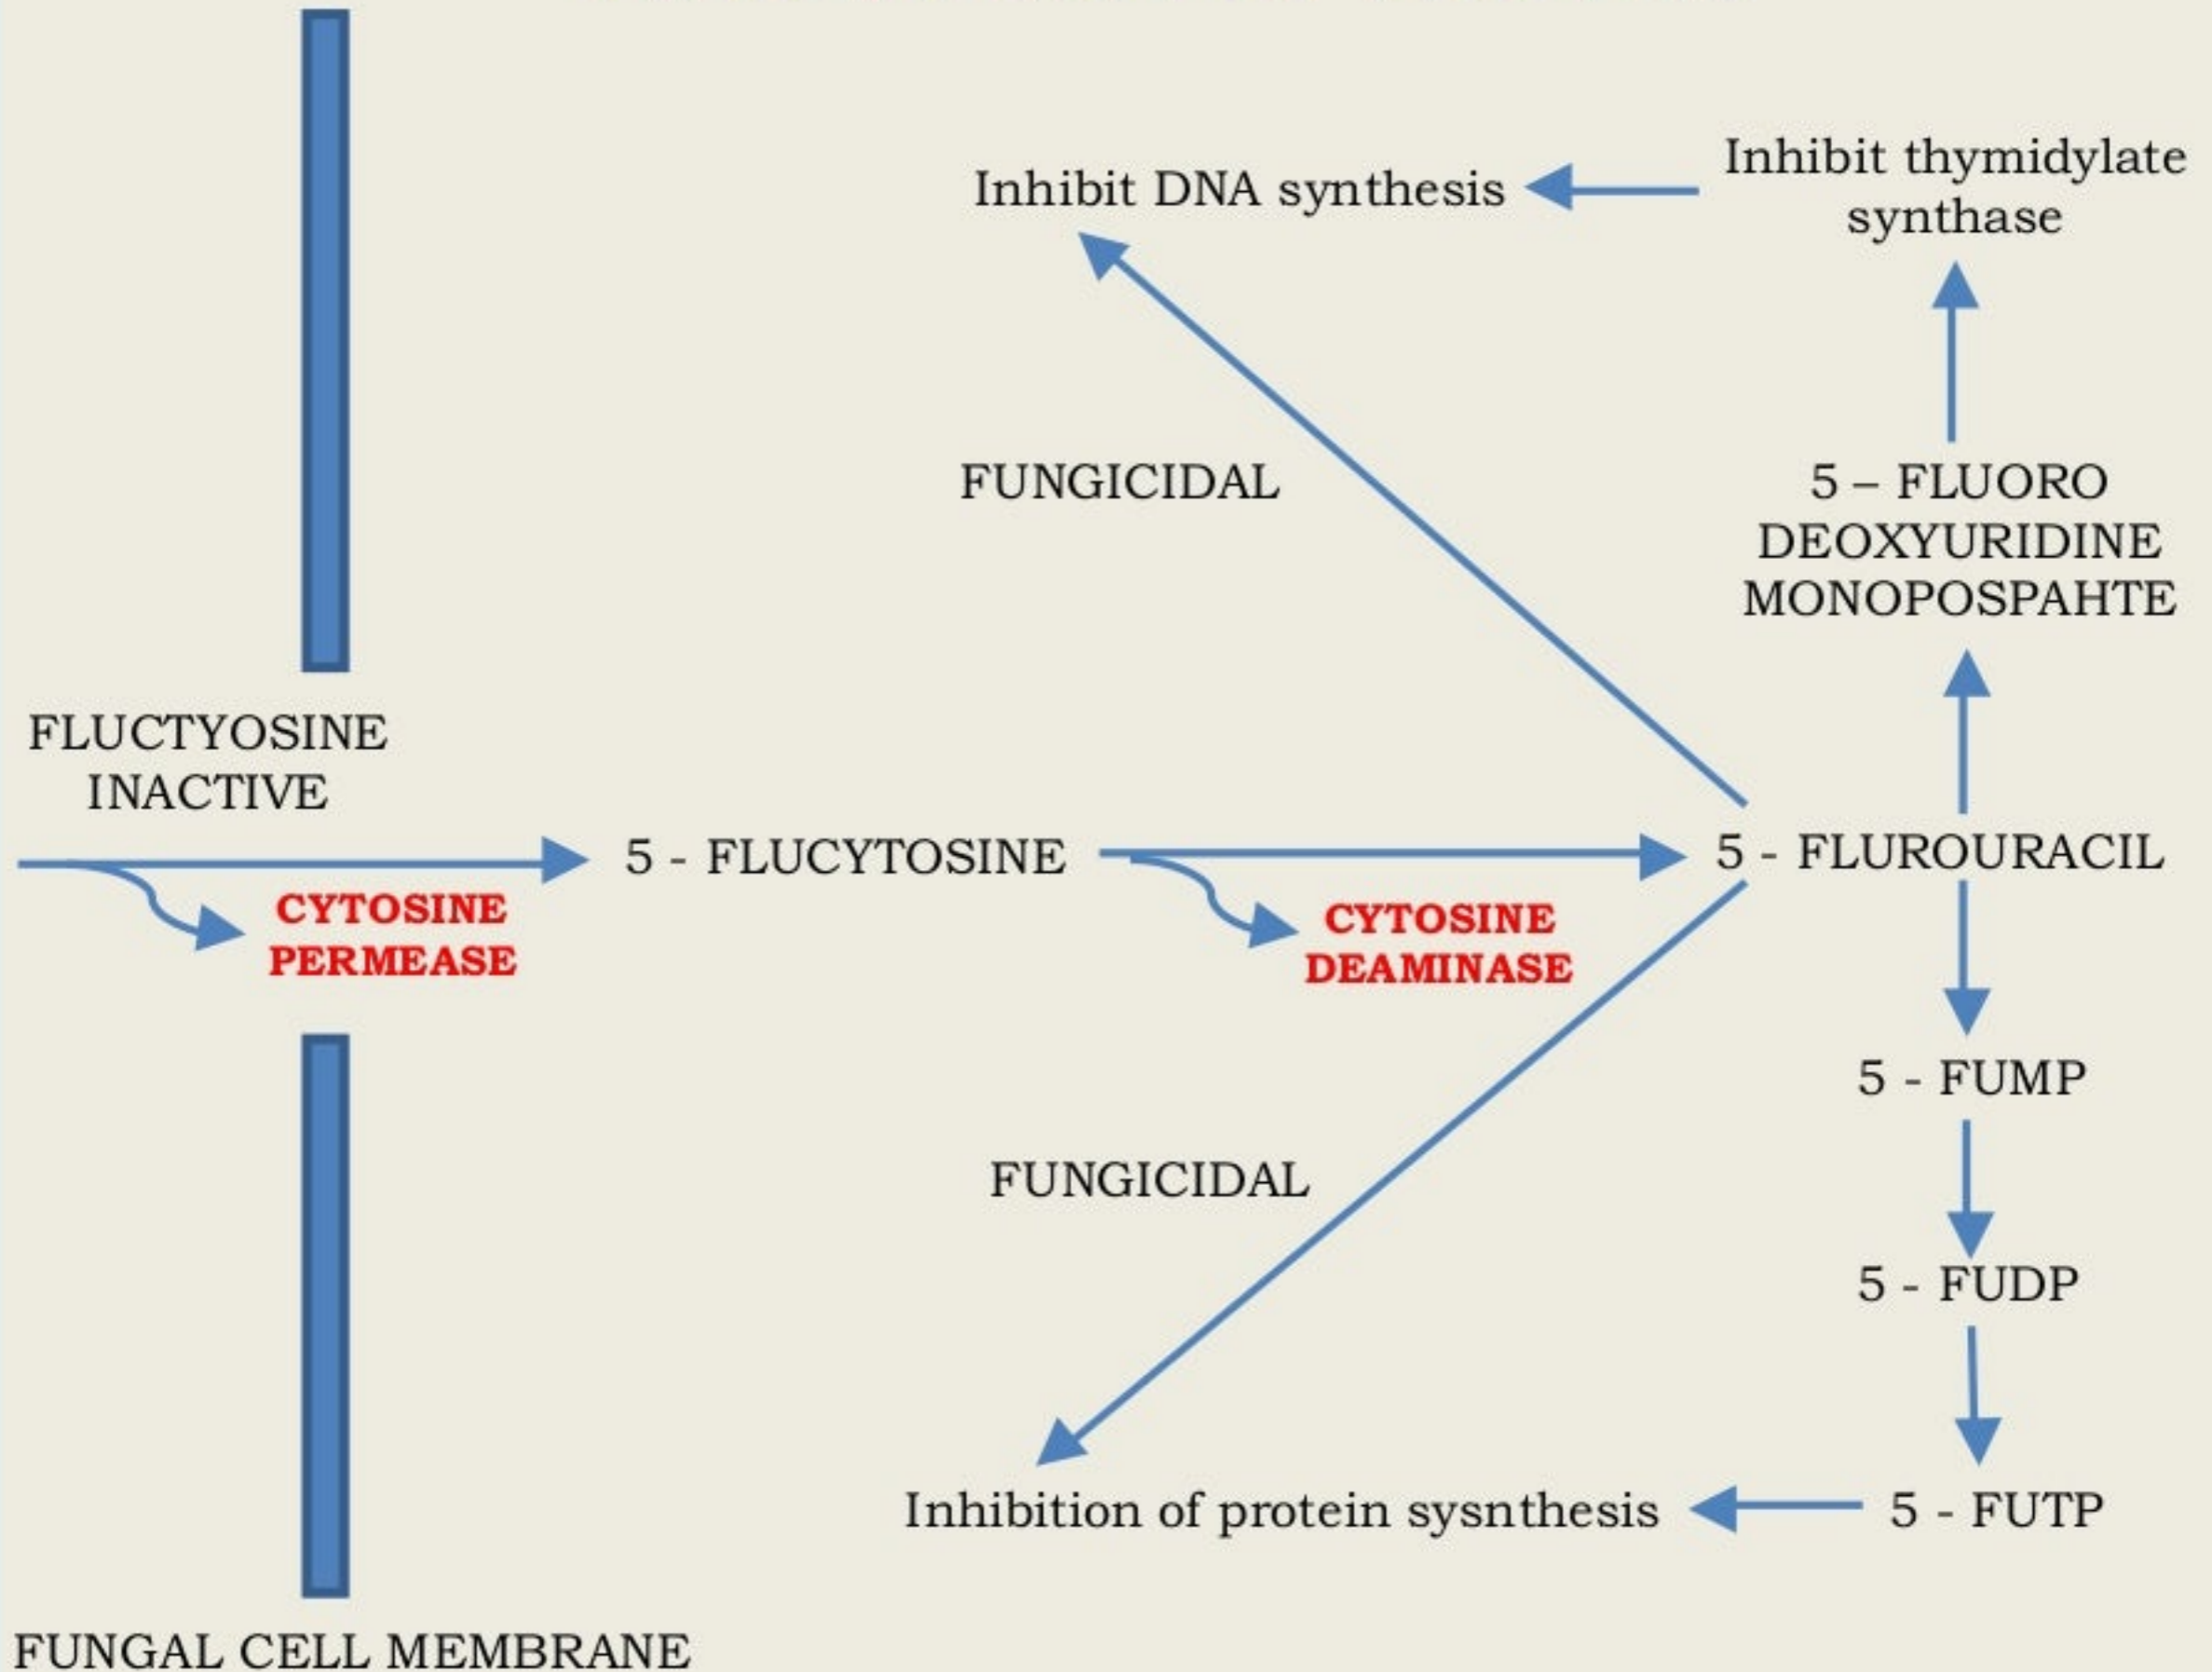 Inhibit DNA synthesis
Inhibit thymidylate
synthase
FUNGICIDAL
5 – FLUORO
DEOXYURIDINE
MONOPOSPAHTE
FLUCTYOSINE
INACTIVE
5 - FLUCYTOSINE
5 - FLUROURACIL
CYTOSINE
PERMEASE
CYTOSINE
DEAMINASE
5 - FUMP
FUNGICIDAL
5 - FUDP
Inhibition of protein sysnthesis
5 - FUTP
FUNGAL CELL MEMBRANE